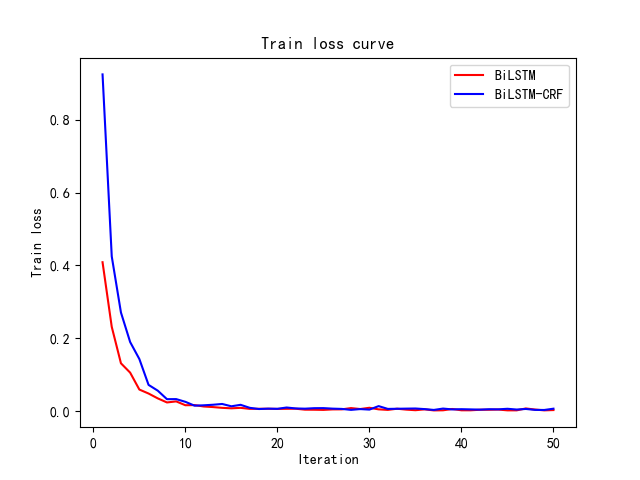 Train loss curve
BiLSTM
BiLSTM-CRF
Train loss
0.8
0.6
0.4
0.2
0.0
0 10 20 30 40 50
Iteration